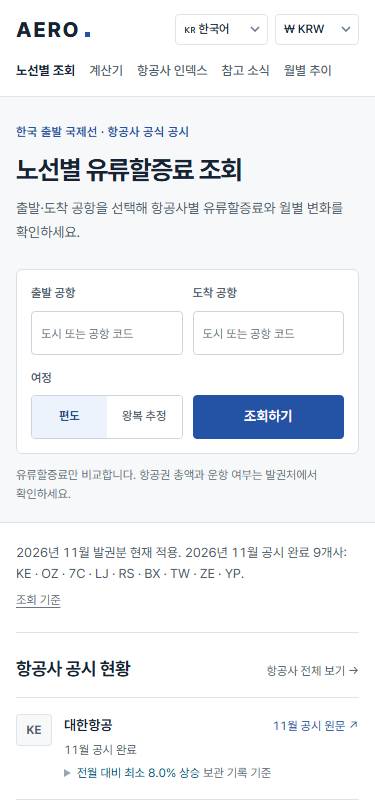 AERO
KR 한국어
₩ KRW
노선별 조회 계산기 항공사 인덱스 참고 소식 월별 추이
한국 출발 국제선 · 항공사 공식 공시
노선별 유류할증료 조회
출발·도착 공항을 선택해 항공사별 유류할증료와 월별 변화를
확인하세요.
출발 공항
도착 공항
도시 또는 공항 코드
도시 또는 공항 코드
여정
편도
왕복 추정
조회하기
유류할증료만 비교합니다. 항공권 총액과 운항 여부는 발권처에서
확인하세요.
2026년 11월 발권분 현재 적용. 2026년 11월 공시 완료 9개사:
KE · OZ · 7C · LJ · RS · BX · TW · ZE · YP.
조회 기준
항공사 공시 현황
항공사 전체 보기 →
KE
대한항공
11월 공시 원문 ↗
11월 공시 완료
▶ 전월 대비 최소 8.0% 상승 보관 기록 기준